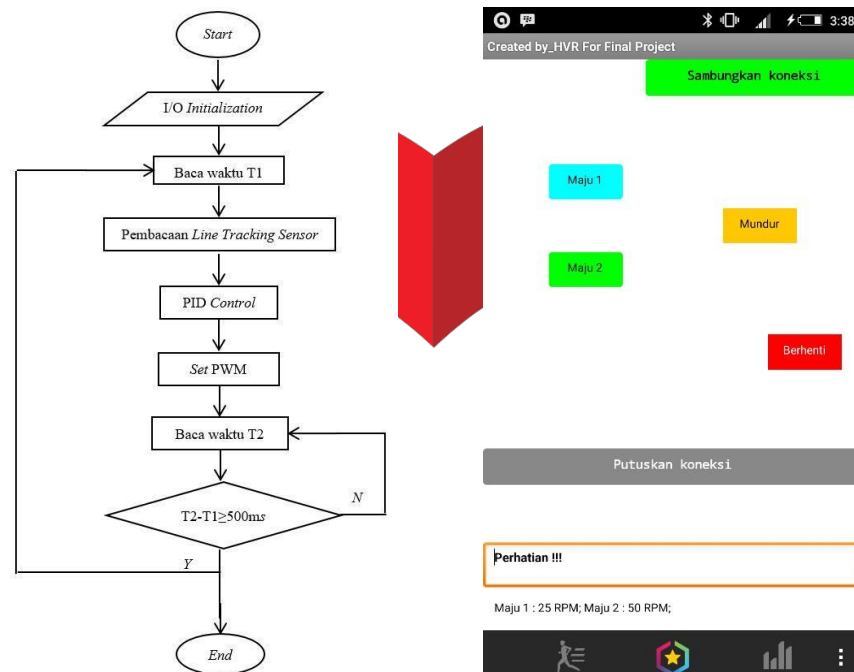 Start
I/O Initialization
Baca waktu T1
Pembacaan Line Tracking Sensor
PID Control
Set PWM
Baca waktu T2
T2-T1≥500ms
N
Y
End
3:38
Created by_HVR For Final Project
Sambungkan koneksi
Maju 1
Mundur
Maju 2
Berhenti
Putuskan koneksi
Perhatian !!!
Maju 1 : 25 RPM; Maju 2 : 50 RPM;